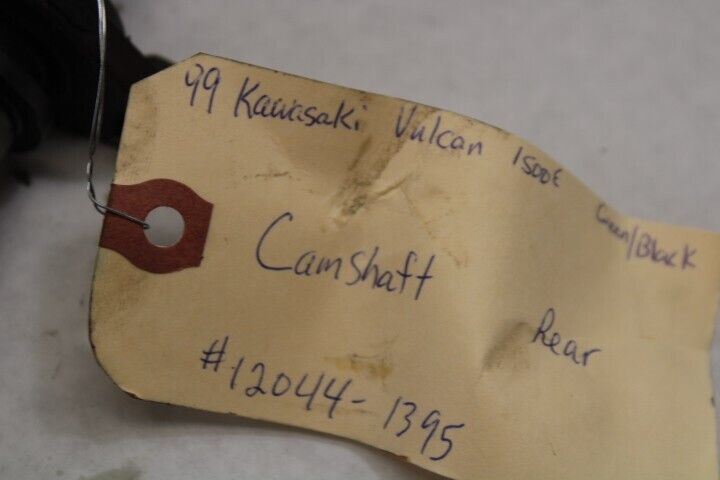 99 Kawasaki Vulcan 1500E Green/Black
Camshaft
Rear
#12044-1395